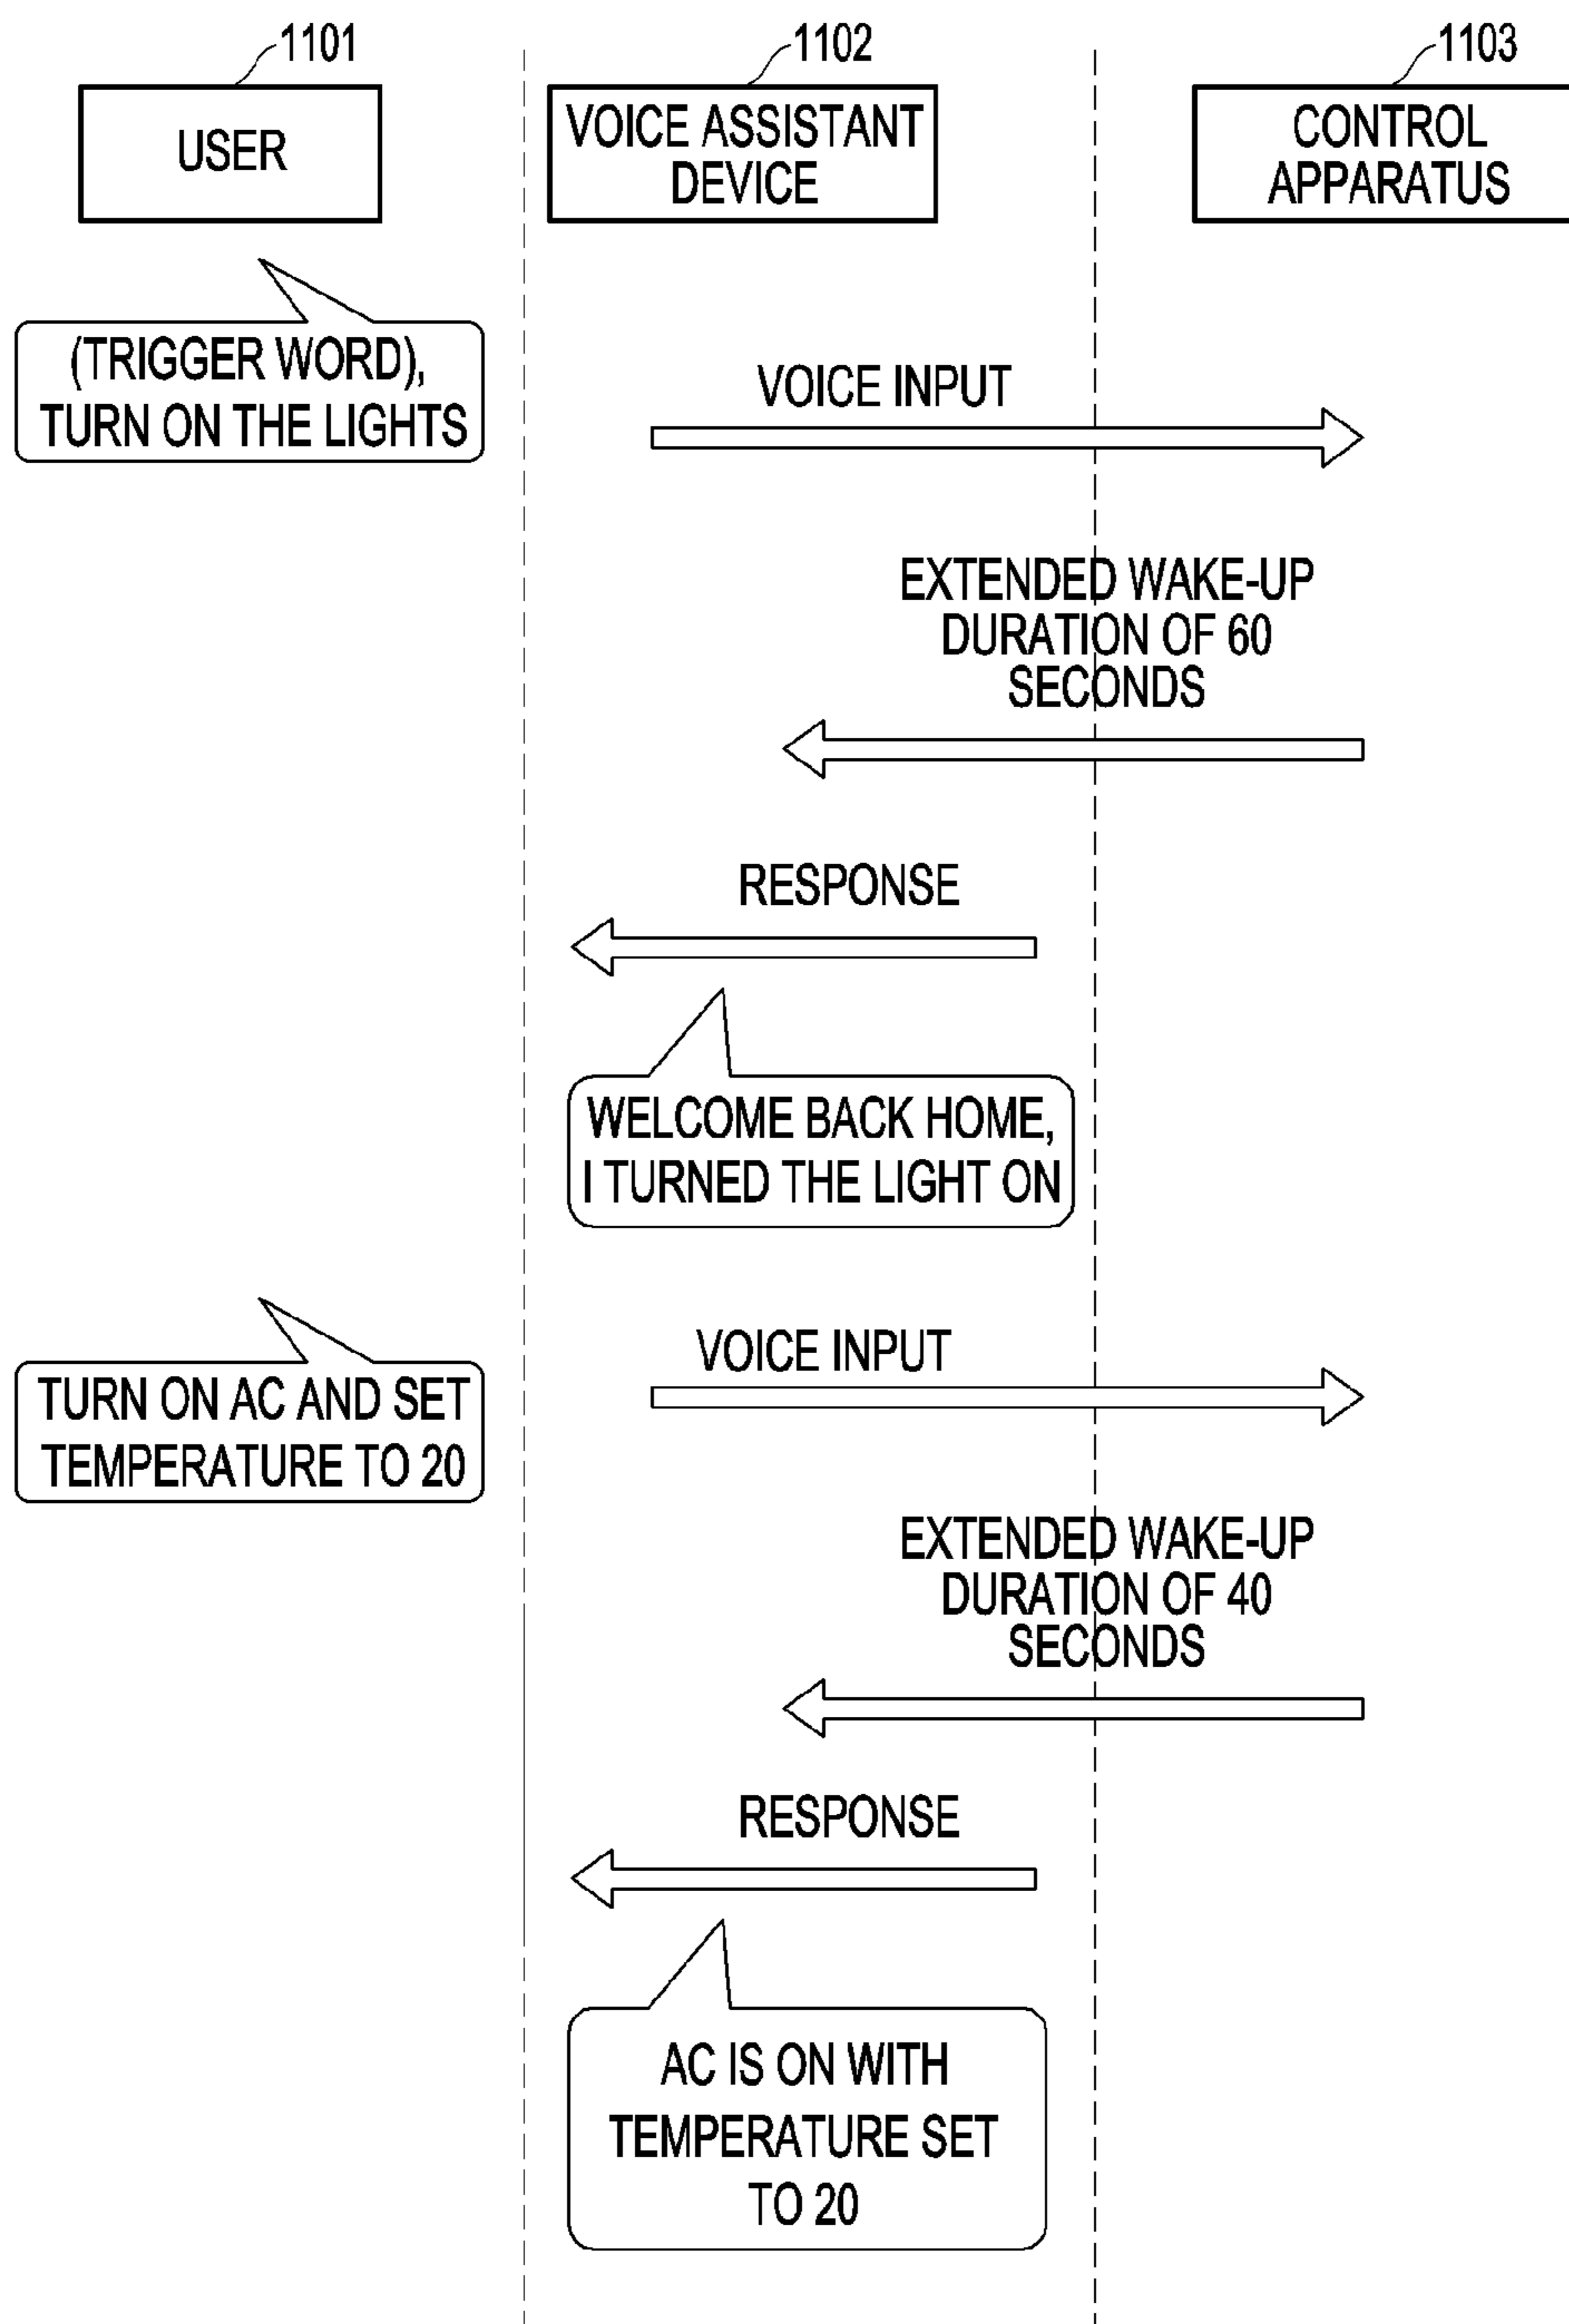 1101
1102
1103
USER
VOICE ASSISTANT
DEVICE
CONTROL
APPARATUS
(TRIGGER WORD),
TURN ON THE LIGHTS
VOICE INPUT
EXTENDED WAKE-UP
DURATION OF 60
SECONDS
RESPONSE
WELCOME BACK HOME,
I TURNED THE LIGHT ON
TURN ON AC AND SET
TEMPERATURE TO 20
VOICE INPUT
EXTENDED WAKE-UP
DURATION OF 40
SECONDS
RESPONSE
AC IS ON WITH
TEMPERATURE SET
TO 20